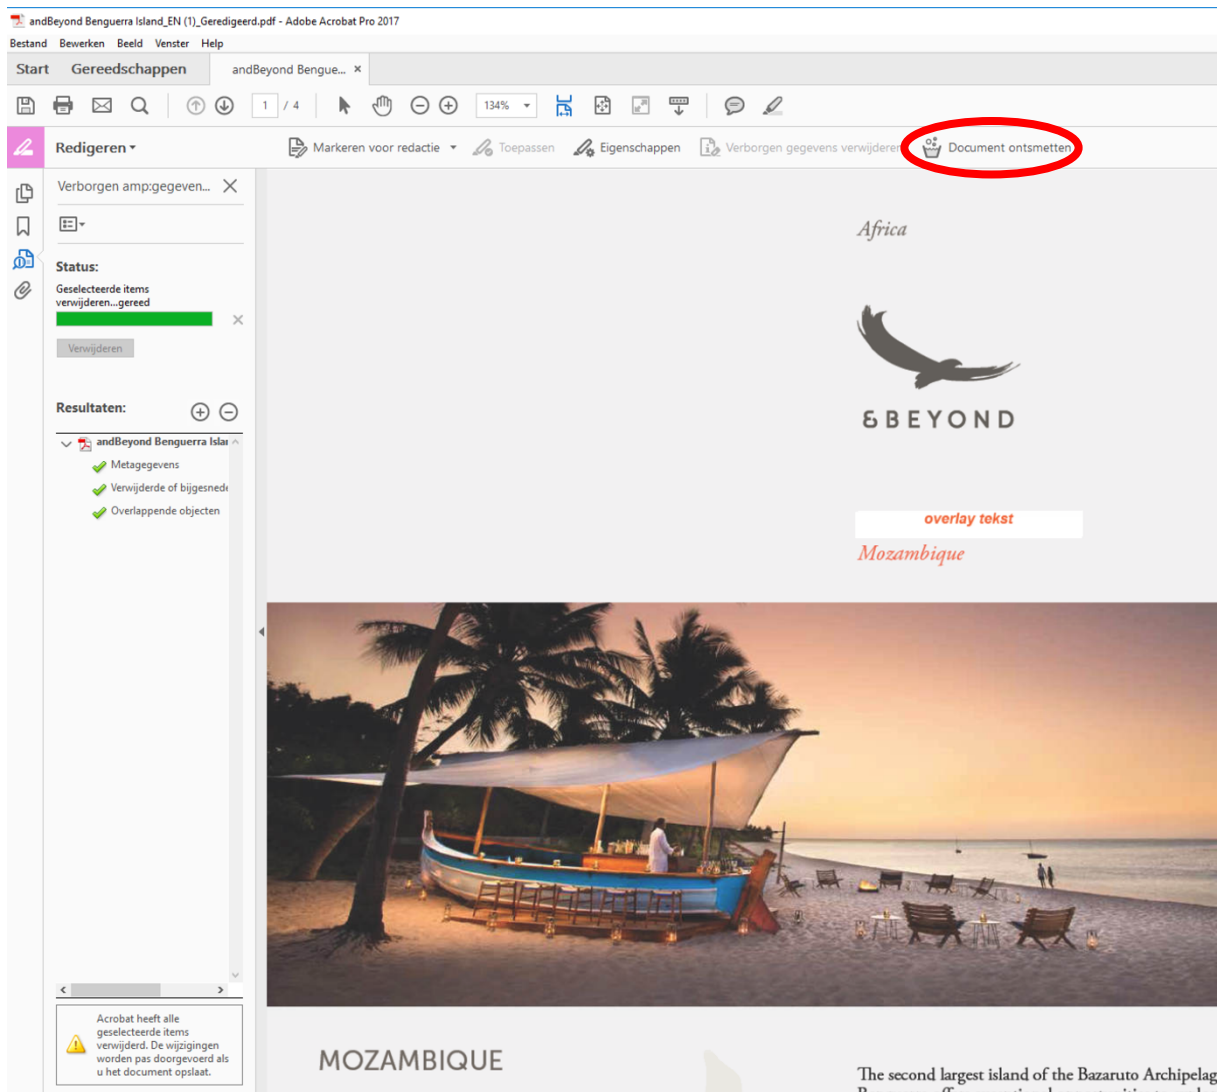 andBeyond Benguerra Island_EN (1)_Geredigeerd.pdf - Adobe Acrobat Pro 2017
Bestand Bewerken Beeld Venster Help
Start Gereedschappen andBeyond Bengue... ×
1 / 4 134%
Redigeren Markeren voor redactie Toepassen Eigenschappen Verborgen gegevens verwijderen Document ontsmetten
Verborgen amp:gegeven...
Status:
Geselecteerde items
verwijderen...gereed
Verwijderen
Resultaten:
andBeyond Benguerra Islan
Metagegevens
Verwijderde of bijgesnede
Overlappende objecten
Acrobat heeft alle
geselecteerde items
verwijderd. De wijzigingen
worden pas doorgevoerd als
u het document opslaat.
Africa
&BEYOND
overlay tekst
Mozambique
MOZAMBIQUE
The second largest island of the Bazaruto Archipelag